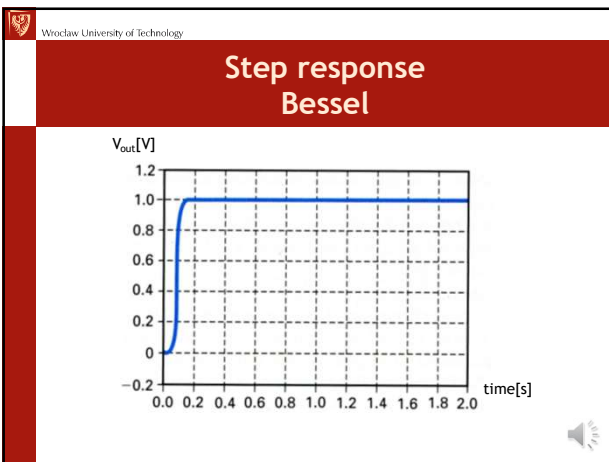 Wrocław University of Technology
Step response
Bessel
V_out[V]
1.2
1.0
0.8
0.6
0.4
0.2
0
−0.2
0.0 0.2 0.4 0.6 0.8 1.0 1.2 1.4 1.6 1.8 2.0
time[s]